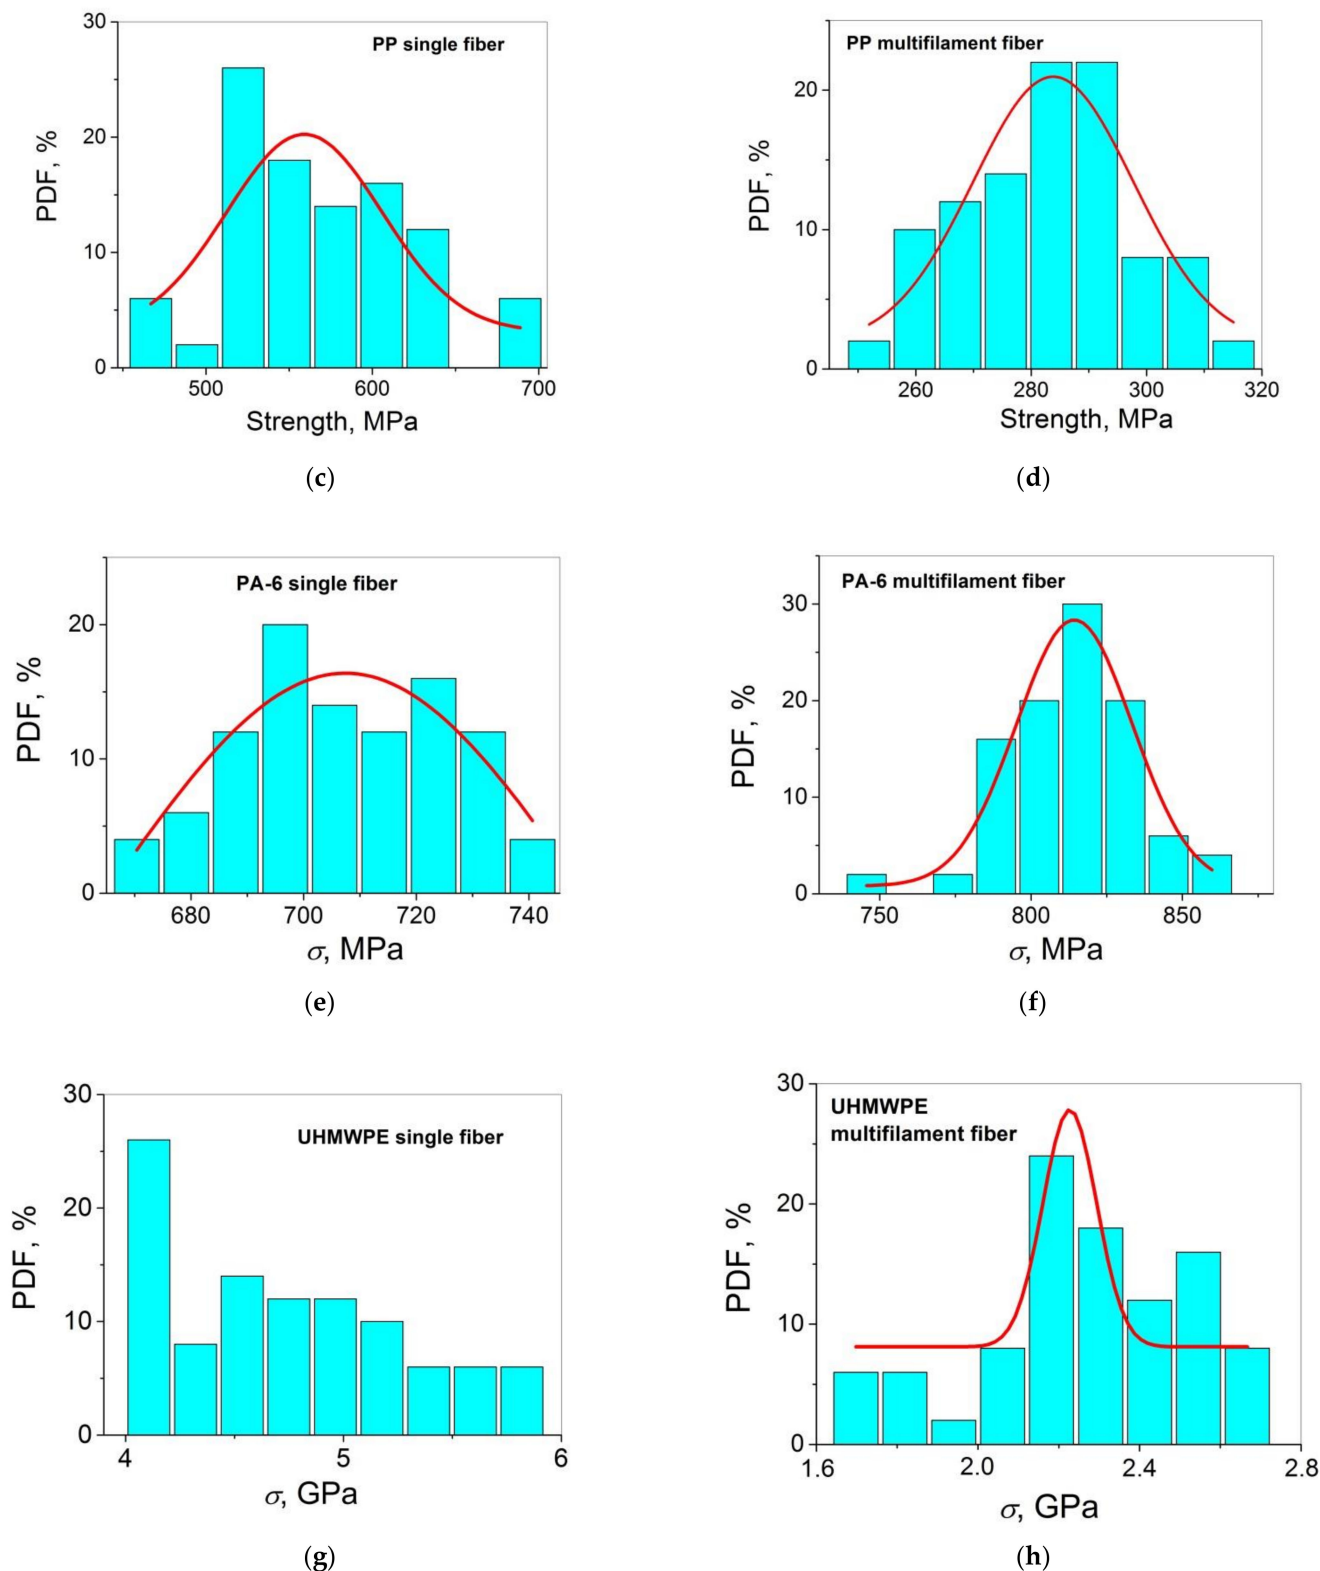 PP single fiber
PDF, %
30
20
10
0
500
600
700
Strength, MPa
(c)
PP multifilament fiber
PDF, %
20
10
0
260
280
300
320
Strength, MPa
(d)
PA-6 single fiber
PDF, %
20
10
0
680
700
720
740
σ, MPa
(e)
PA-6 multifilament fiber
PDF, %
30
20
10
0
750
800
850
σ, MPa
(f)
UHMWPE single fiber
PDF, %
30
20
10
0
4
5
6
σ, GPa
(g)
UHMWPE
multifilament fiber
PDF, %
30
20
10
0
1.6
2.0
2.4
2.8
σ, GPa
(h)